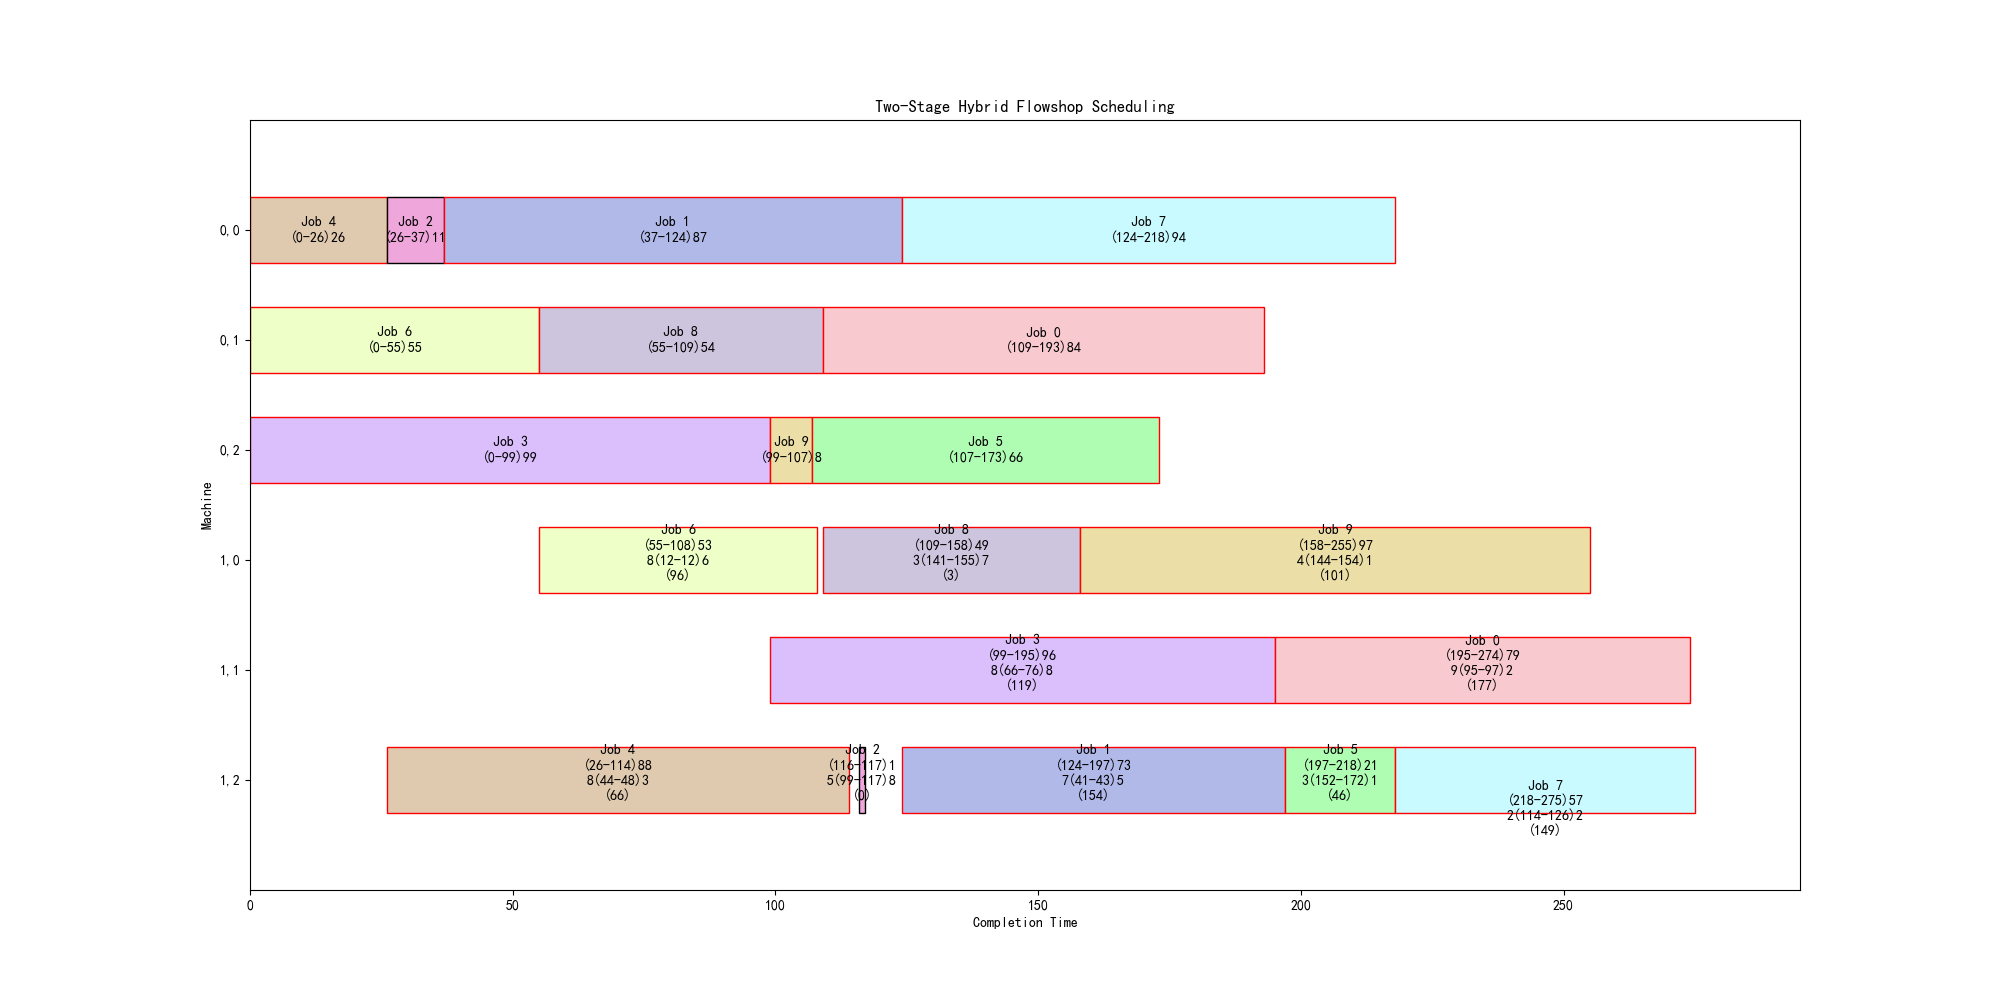 Two-Stage Hybrid Flowshop Scheduling
0,0
Job 4
(0-26)26
Job 2
(26-37)11
Job 1
(37-124)87
Job 7
(124-218)94
0,1
Job 6
(0-55)55
Job 8
(55-109)54
Job 0
(109-193)84
0,2
Job 3
(0-99)99
Job 9
(99-107)8
Job 5
(107-173)66
Machine
1,0
Job 6
(55-108)53
8(12-12)6
(96)
Job 8
(109-158)49
3(141-155)7
(3)
Job 9
(158-255)97
4(144-154)1
(101)
1,1
Job 3
(99-195)96
8(66-76)8
(119)
Job 0
(195-274)79
9(95-97)2
(177)
1,2
Job 4
(26-114)88
8(44-48)3
(66)
Job 2
(116-117)1
5(99-117)8
(0)
Job 1
(124-197)73
7(41-43)5
(154)
Job 5
(197-218)21
3(152-172)1
(46)
Job 7
(218-275)57
2(114-126)2
(149)
0
50
100
150
200
250
Completion Time